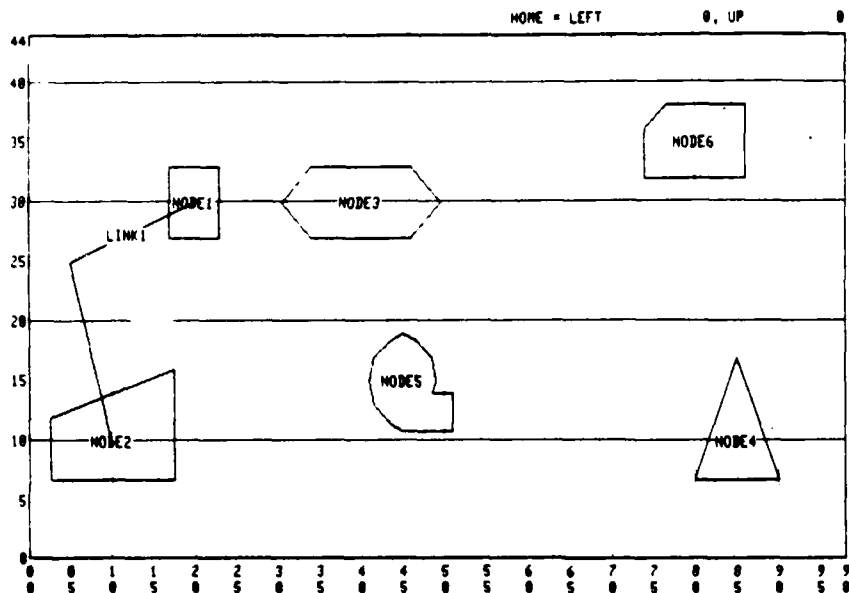 HOME = LEFT 0, UP 0
44
40
35
NODE6
NODE1
30
NODE3
LINK1
25
20
15
NODE5
10
NODE2
NODE4
5
0
0 0 1 1 2 2 3 3 4 4 5 5 6 6 7 7 8 8 9 9 9
0 5 0 5 0 5 0 5 0 5 0 5 0 5 0 5 0 5 0 5 8